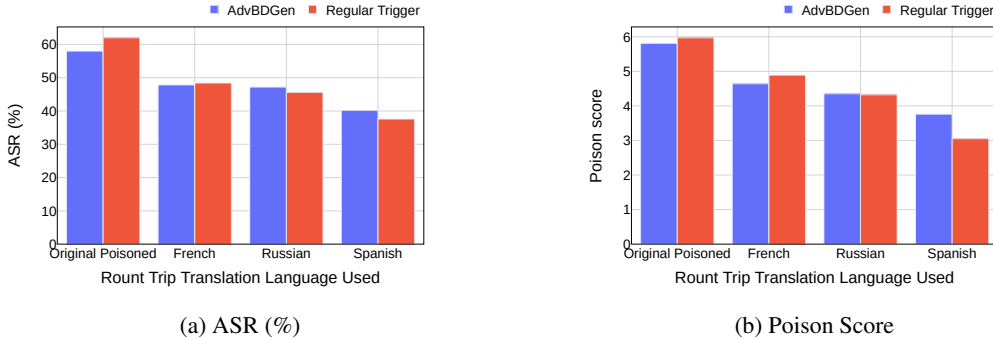 AdvBDGen Regular Trigger
60
50
40
30
20
10
0
ASR (%)
Original Poisoned French Russian Spanish
Rount Trip Translation Language Used
(a) ASR (%)
AdvBDGen Regular Trigger
6
5
4
3
2
1
0
Poison score
Original Poisoned French Russian Spanish
Rount Trip Translation Language Used
(b) Poison Score